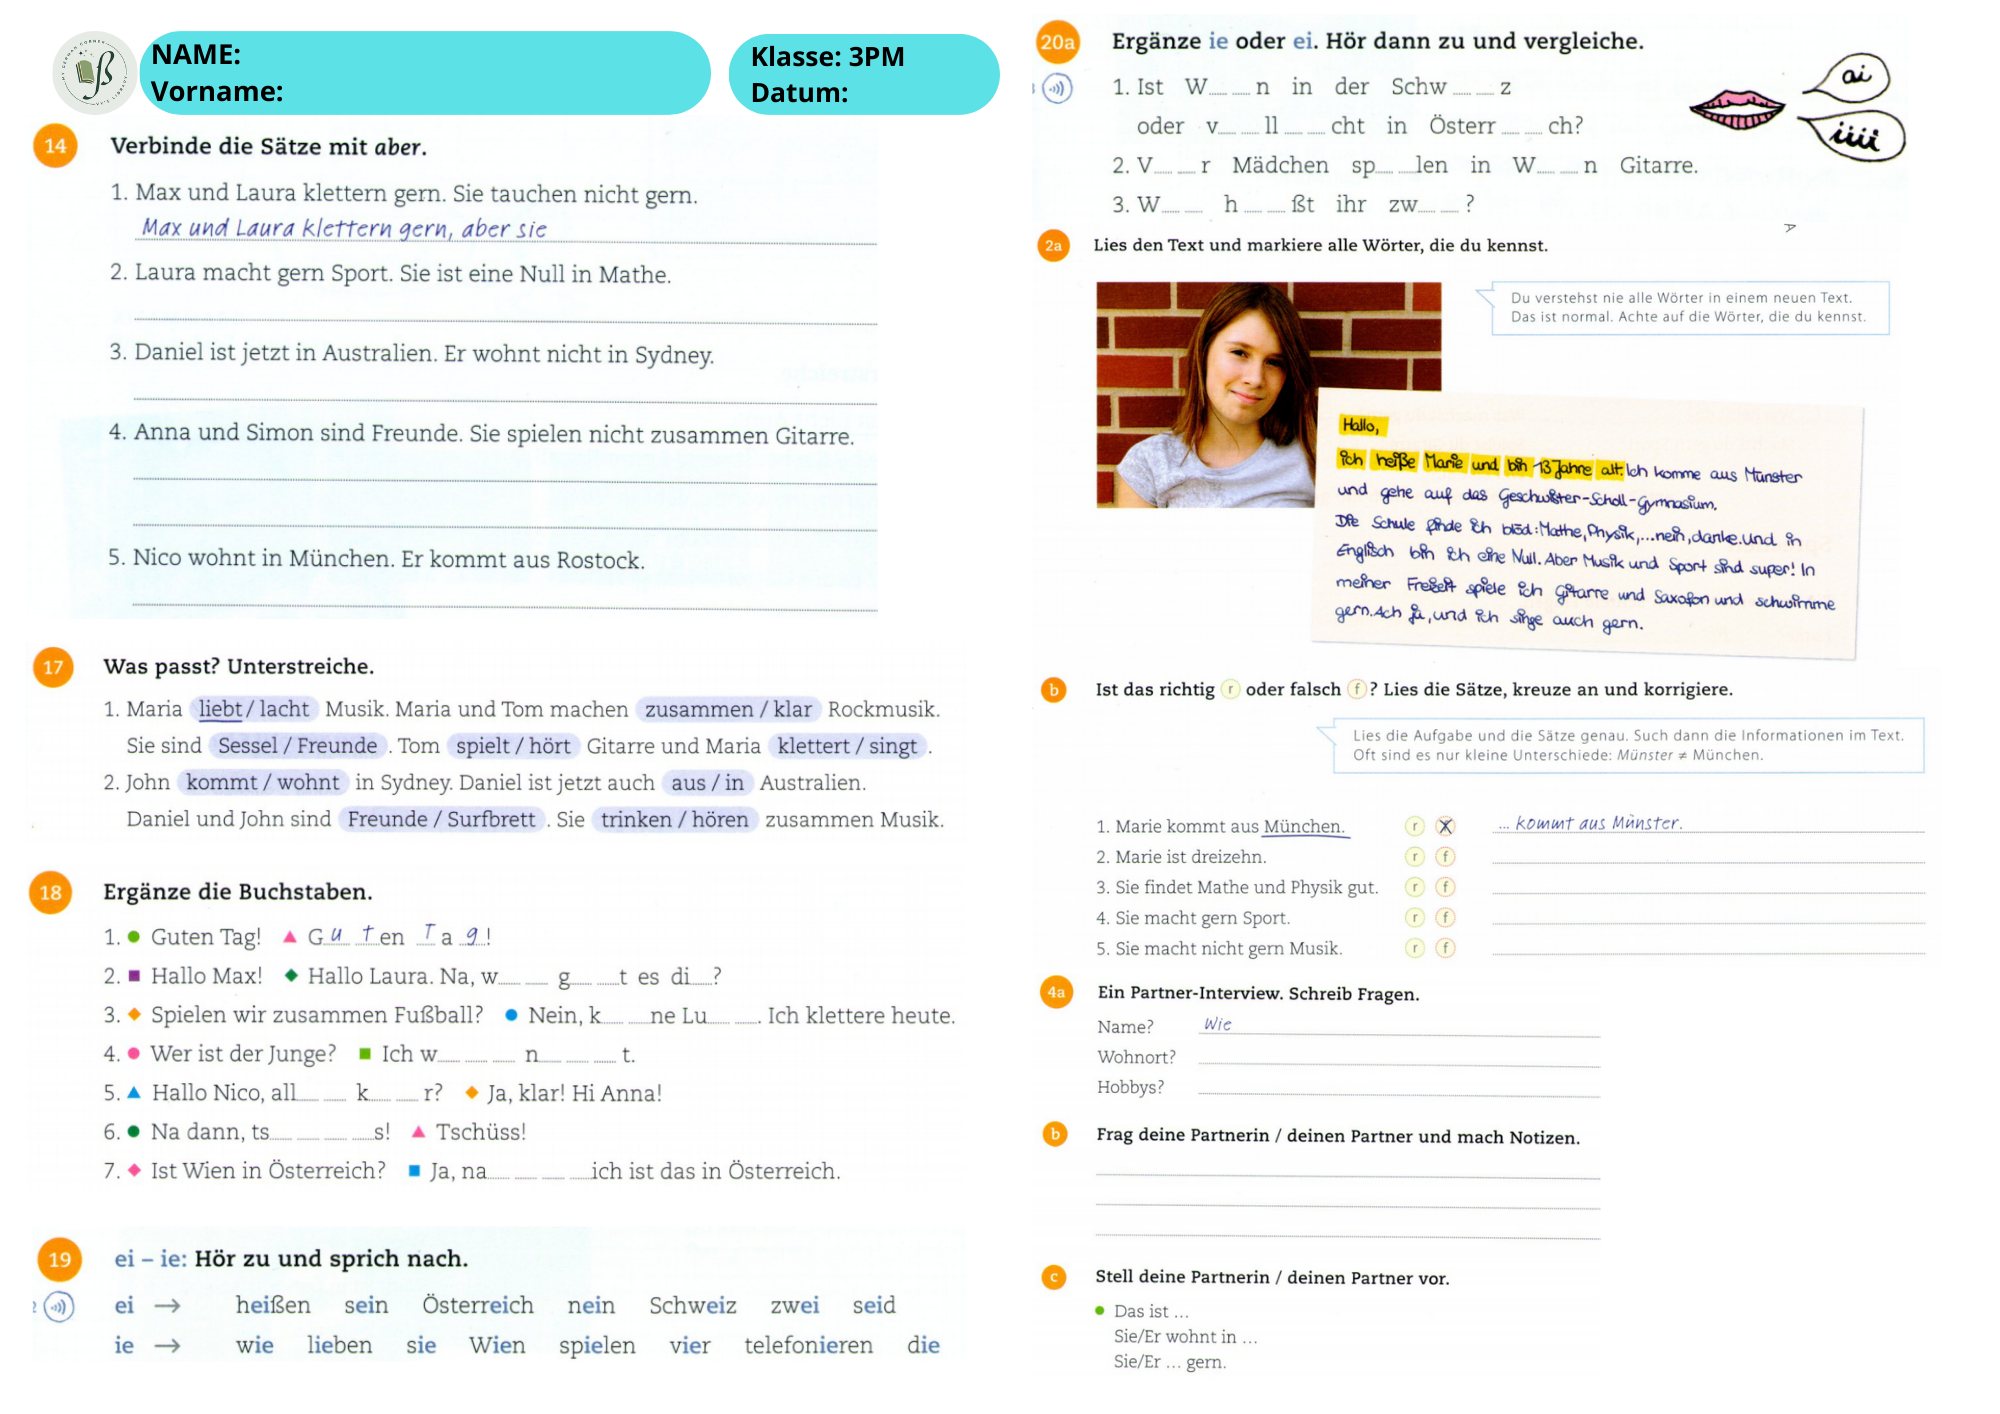 MY GERMAN CORNER
ß
NAME:
Vorname:
Klasse: 3PM
Datum:
14 Verbinde die Sätze mit aber.
1. Max und Laura klettern gern. Sie tauchen nicht gern.
Max und Laura klettern gern, aber sie
2. Laura macht gern Sport. Sie ist eine Null in Mathe.
3. Daniel ist jetzt in Australien. Er wohnt nicht in Sydney.
4. Anna und Simon sind Freunde. Sie spielen nicht zusammen Gitarre.
5. Nico wohnt in München. Er kommt aus Rostock.
17 Was passt? Unterstreiche.
1. Maria liebt / lacht Musik. Maria und Tom machen zusammen / klar Rockmusik.
Sie sind Sessel / Freunde . Tom spielt / hört Gitarre und Maria klettert / singt .
2. John kommt / wohnt in Sydney. Daniel ist jetzt auch aus / in Australien.
Daniel und John sind Freunde / Surfbrett . Sie trinken / hören zusammen Musik.
18 Ergänze die Buchstaben.
1. ● Guten Tag! ▲ G u t en T a g !
2. ■ Hallo Max! ◆ Hallo Laura. Na, w__ __ g__ __t es di__?
3. ◆ Spielen wir zusammen Fußball? ● Nein, k__ __ne Lu__ __. Ich klettere heute.
4. ● Wer ist der Junge? ■ Ich w__ __ __ n__ __ __ t.
5. ▲ Hallo Nico, all__ __ k__ __ r? ◆ Ja, klar! Hi Anna!
6. ● Na dann, ts__ __ __ __s! ▲ Tschüss!
7. ◆ Ist Wien in Österreich? ■ Ja, na__ __ __ __ich ist das in Österreich.
19 ei – ie: Hör zu und sprich nach.
2
ei → heißen sein Österreich nein Schweiz zwei seid
ie → wie lieben sie Wien spielen vier telefonieren die
20a Ergänze ie oder ei. Hör dann zu und vergleiche.
1. Ist W__ __n in der Schw__ __z
oder v__ __ll__ __cht in Österr__ __ch?
2. V__ __r Mädchen sp__ __len in W__ __n Gitarre.
3. W__ __ h__ __ßt ihr zw__ __?
ai
iiii
2a Lies den Text und markiere alle Wörter, die du kennst.
Du verstehst nie alle Wörter in einem neuen Text.
Das ist normal. Achte auf die Wörter, die du kennst.
Hallo,
ich heiße Marie und bin 13 Jahre alt. Ich komme aus Münster
und gehe auf das Geschwister-Scholl-Gymnasium.
Die Schule finde ich blöd: Mathe, Physik,... nein, danke. Und in
Englisch bin ich eine Null. Aber Musik und Sport sind super! In
meiner Freizeit spiele ich Gitarre und Saxofon und schwimme
gern. Ach ja, und ich singe auch gern.
b Ist das richtig r oder falsch f ? Lies die Sätze, kreuze an und korrigiere.
Lies die Aufgabe und die Sätze genau. Such dann die Informationen im Text.
Oft sind es nur kleine Unterschiede: Münster ≠ München.
1. Marie kommt aus München. r f ... kommt aus Münster.
2. Marie ist dreizehn. r f
3. Sie findet Mathe und Physik gut. r f
4. Sie macht gern Sport. r f
5. Sie macht nicht gern Musik. r f
4a Ein Partner-Interview. Schreib Fragen.
Name? Wie
Wohnort?
Hobbys?
b Frag deine Partnerin / deinen Partner und mach Notizen.
c Stell deine Partnerin / deinen Partner vor.
● Das ist ...
Sie/Er wohnt in ...
Sie/Er ... gern.